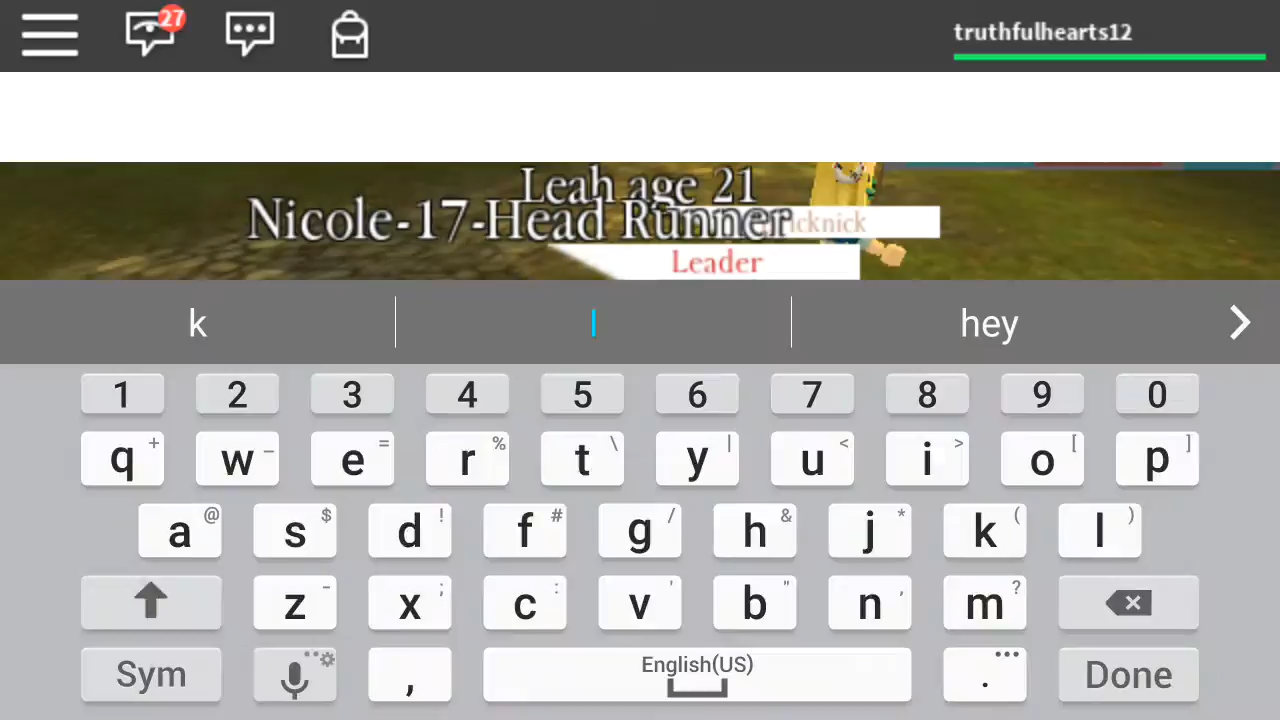 27
truthfulhearts12
Leah age 21
Nicole-17-Head Runner
Leader
k
l
hey
1 2 3 4 5 6 7 8 9 0
q + w e = r % t \ y | u < i > o [ p ]
a @ s $ d ! f # g / h & j * k ( l )
z - x ; c : v ' b " n , m ?
Sym , English(US) . ... Done